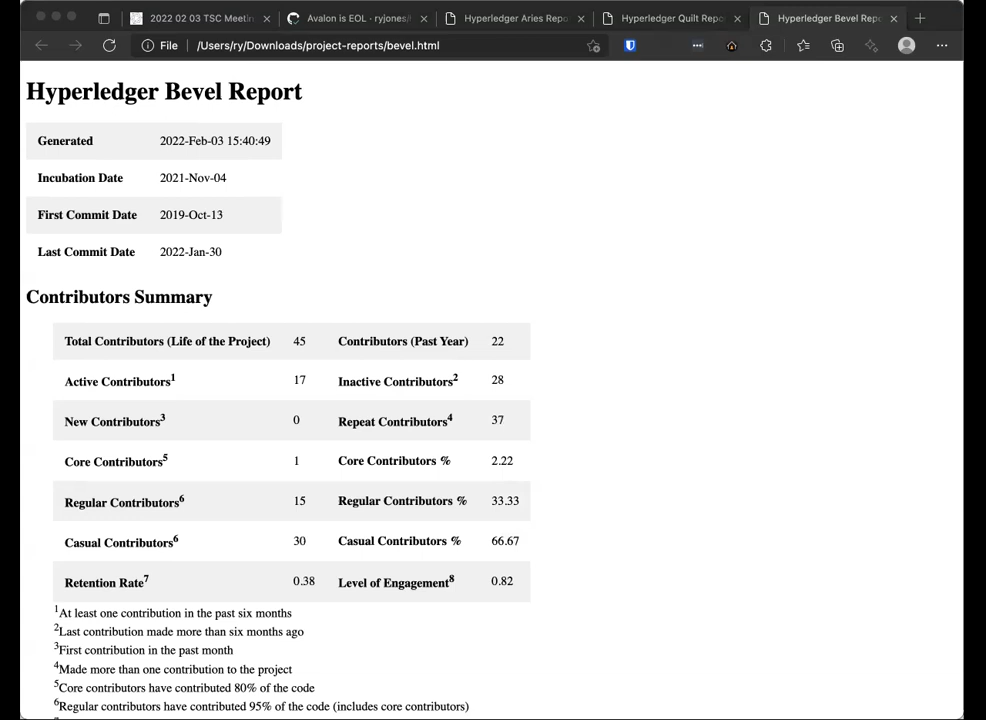 2022 02 03 TSC Meetin
Avalon is EOL · ryjones/
Hyperledger Aries Repo
Hyperledger Quilt Repo
Hyperledger Bevel Repo
File /Users/ry/Downloads/project-reports/bevel.html
Hyperledger Bevel Report
Generated 2022-Feb-03 15:40:49
Incubation Date 2021-Nov-04
First Commit Date 2019-Oct-13
Last Commit Date 2022-Jan-30
Contributors Summary
Total Contributors (Life of the Project) 45 Contributors (Past Year) 22
Active Contributors1 17 Inactive Contributors2 28
New Contributors3 0 Repeat Contributors4 37
Core Contributors5 1 Core Contributors % 2.22
Regular Contributors6 15 Regular Contributors % 33.33
Casual Contributors6 30 Casual Contributors % 66.67
Retention Rate7 0.38 Level of Engagement8 0.82
1At least one contribution in the past six months
2Last contribution made more than six months ago
3First contribution in the past month
4Made more than one contribution to the project
5Core contributors have contributed 80% of the code
6Regular contributors have contributed 95% of the code (includes core contributors)